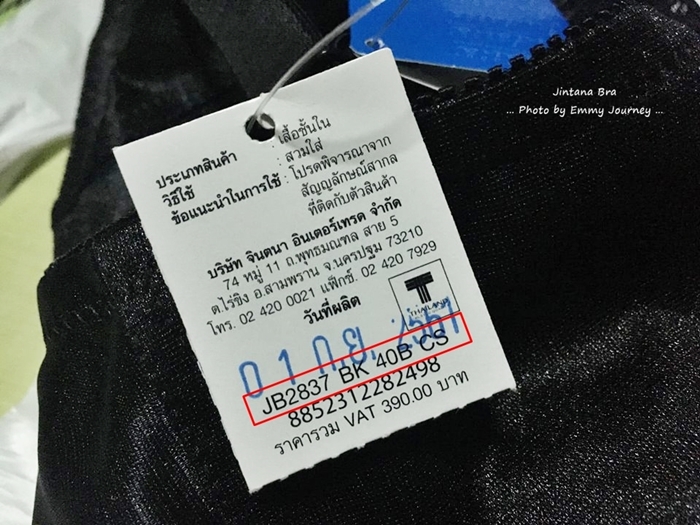 Jintana Bra
... Photo by Emmy Journey ...
ประเภทสินค้า : เสื้อชั้นใน
วิธีใช้ : สวมใส่
ข้อแนะนำในการใช้ : โปรดพิจารณาจาก
สัญญลักษณ์สากล
ที่ติดกับตัวสินค้า
บริษัท จินตนา อินเตอร์เทรด จำกัด
74 หมู่ 11 ถ.พุทธมณฑล สาย 5
ต.ไร่ขิง อ.สามพราน จ.นครปฐม 73210
โทร. 02 420 0021 แฟ็กซ์. 02 420 7929
วันที่ผลิต
T
THAILAND
0 1 ก.ย. 2561
JB2837 BK 40B CS
8852312282498
ราคารวม VAT 390.00 บาท